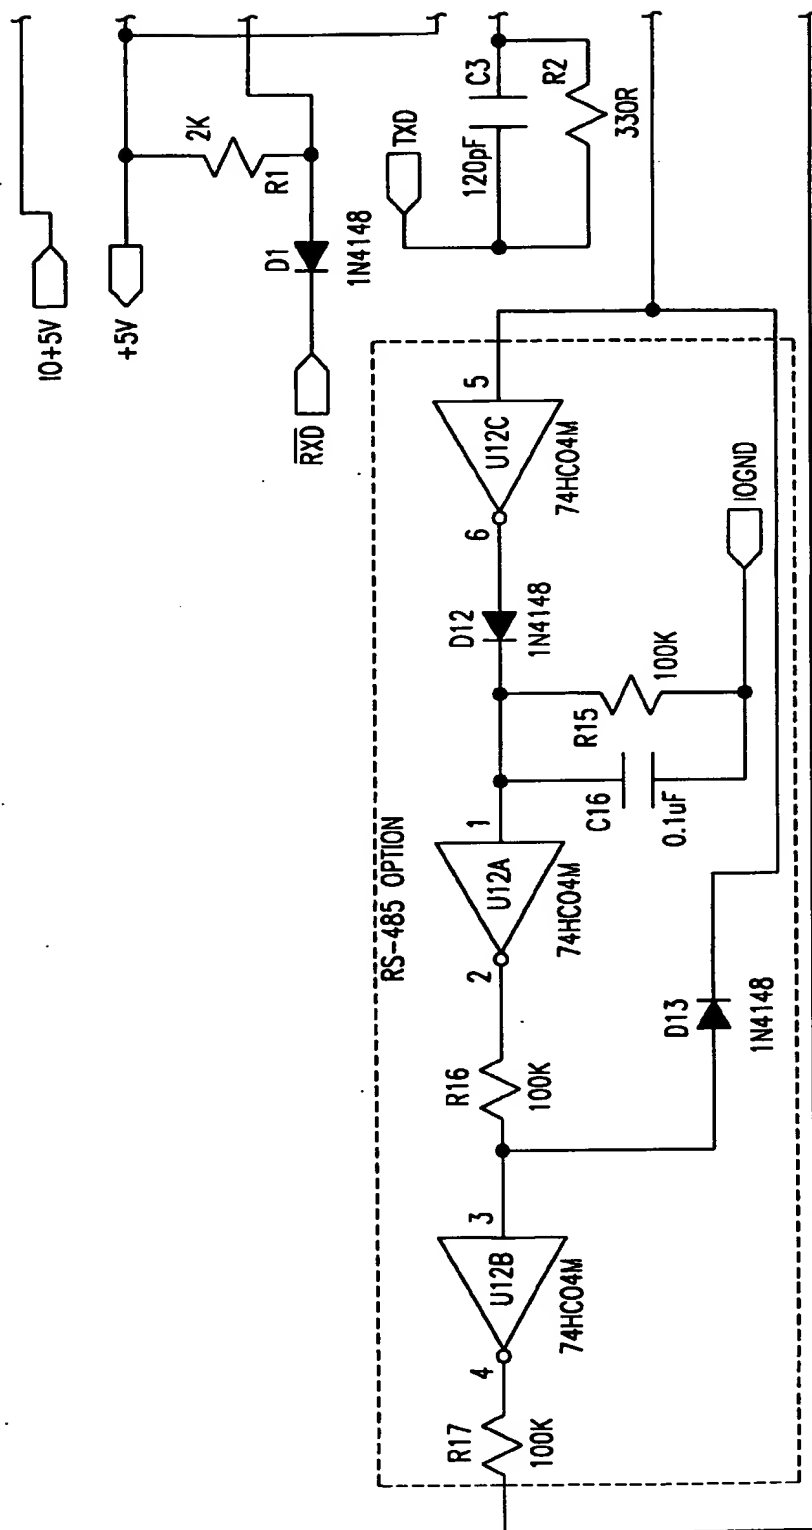 IO+5V
+5V
2K
R1
D1
1N4148
RXD
TXD
C3
120pF
R2
330R
RS-485 OPTION
R17
100K
4
U12B
3
74HC04M
R16
100K
2
U12A
1
74HC04M
D12
1N4148
6
U12C
5
74HC04M
C16
0.1uF
R15
100K
IOGND
D13
1N4148